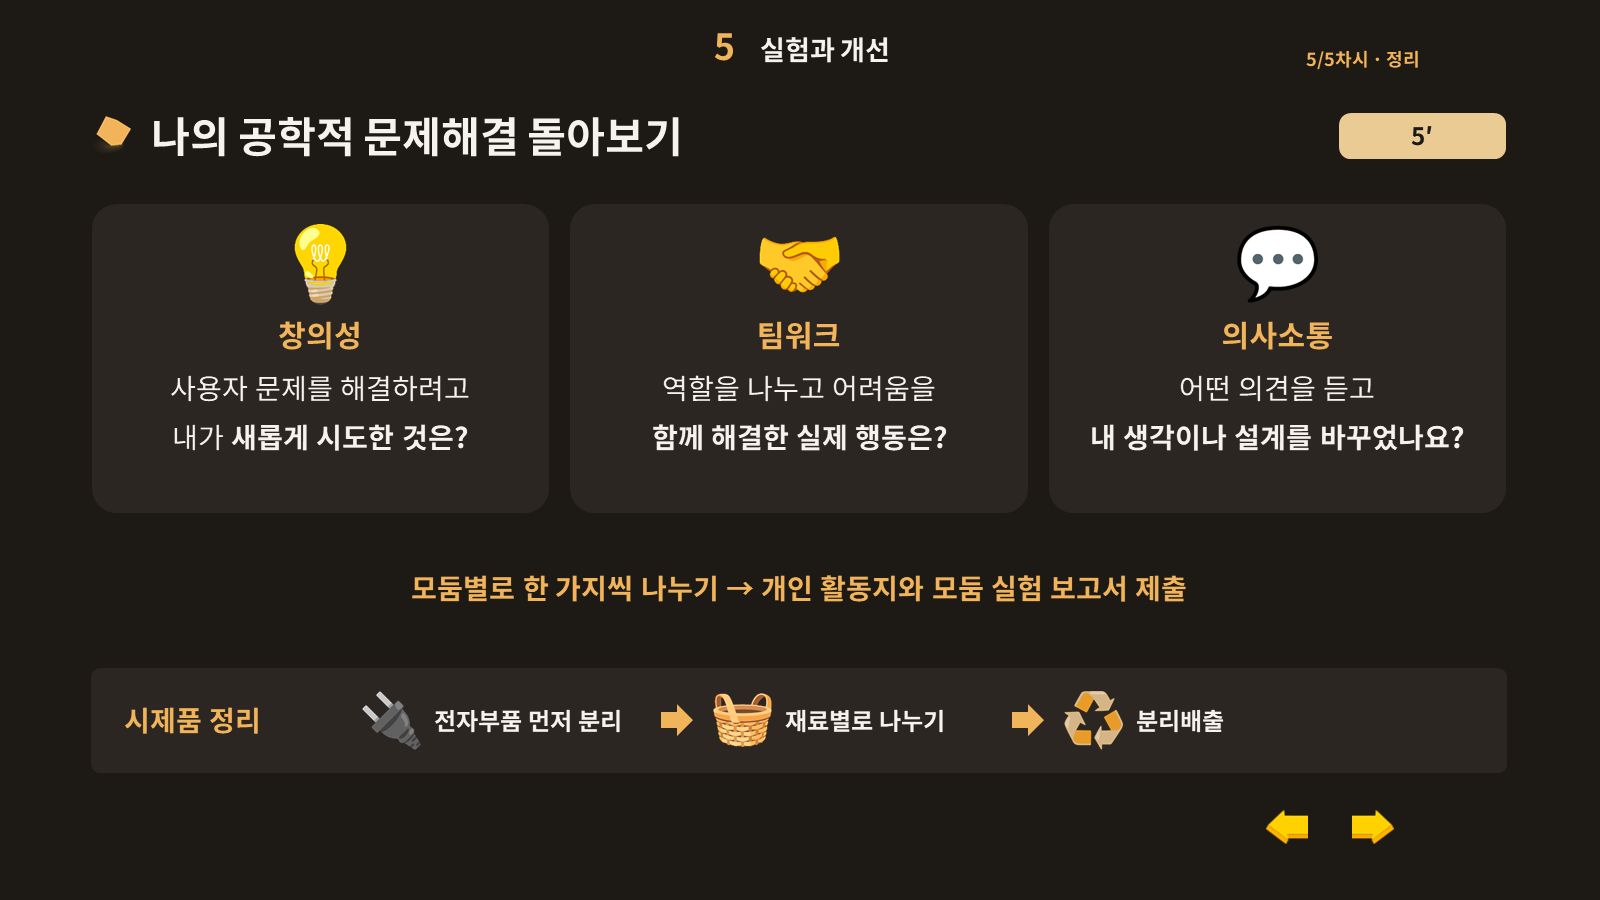 5 실험과 개선
5/5차시 · 정리
나의 공학적 문제해결 돌아보기
5′
창의성
사용자 문제를 해결하려고
내가 새롭게 시도한 것은?
팀워크
역할을 나누고 어려움을
함께 해결한 실제 행동은?
의사소통
어떤 의견을 듣고
내 생각이나 설계를 바꾸었나요?
모둠별로 한 가지씩 나누기 → 개인 활동지와 모둠 실험 보고서 제출
시제품 정리
전자부품 먼저 분리
재료별로 나누기
분리배출